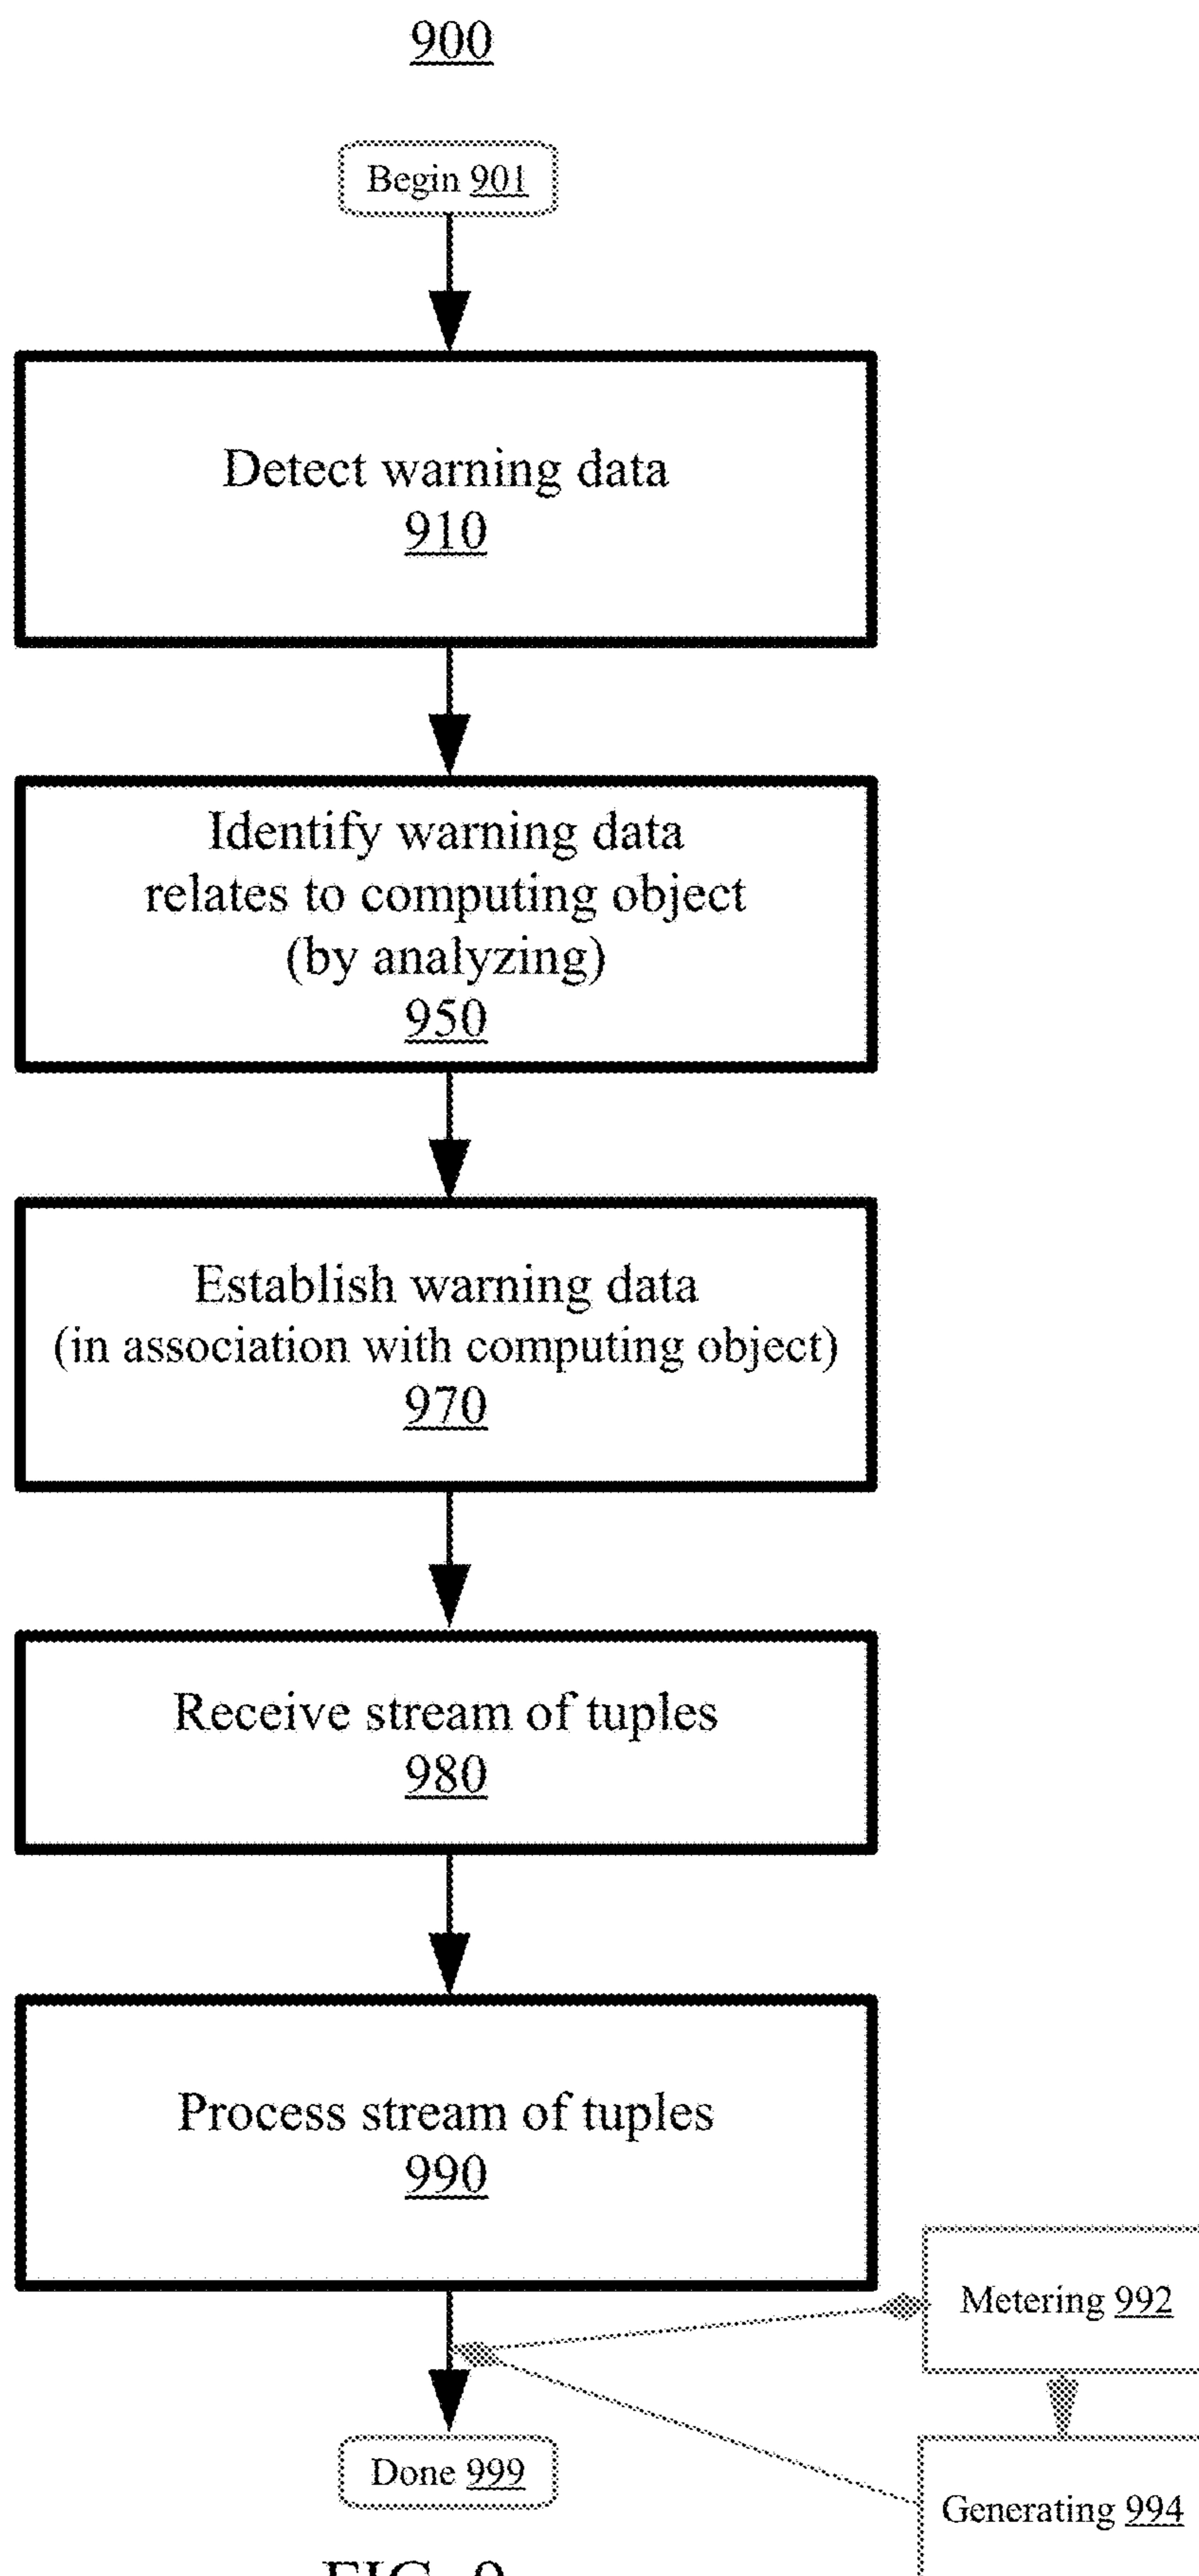 900
Begin 901
Detect warning data
910
Identify warning data
relates to computing object
(by analyzing)
950
Establish warning data
(in association with computing object)
970
Receive stream of tuples
980
Process stream of tuples
990
Metering 992
Done 999
Generating 994
FIG. 9